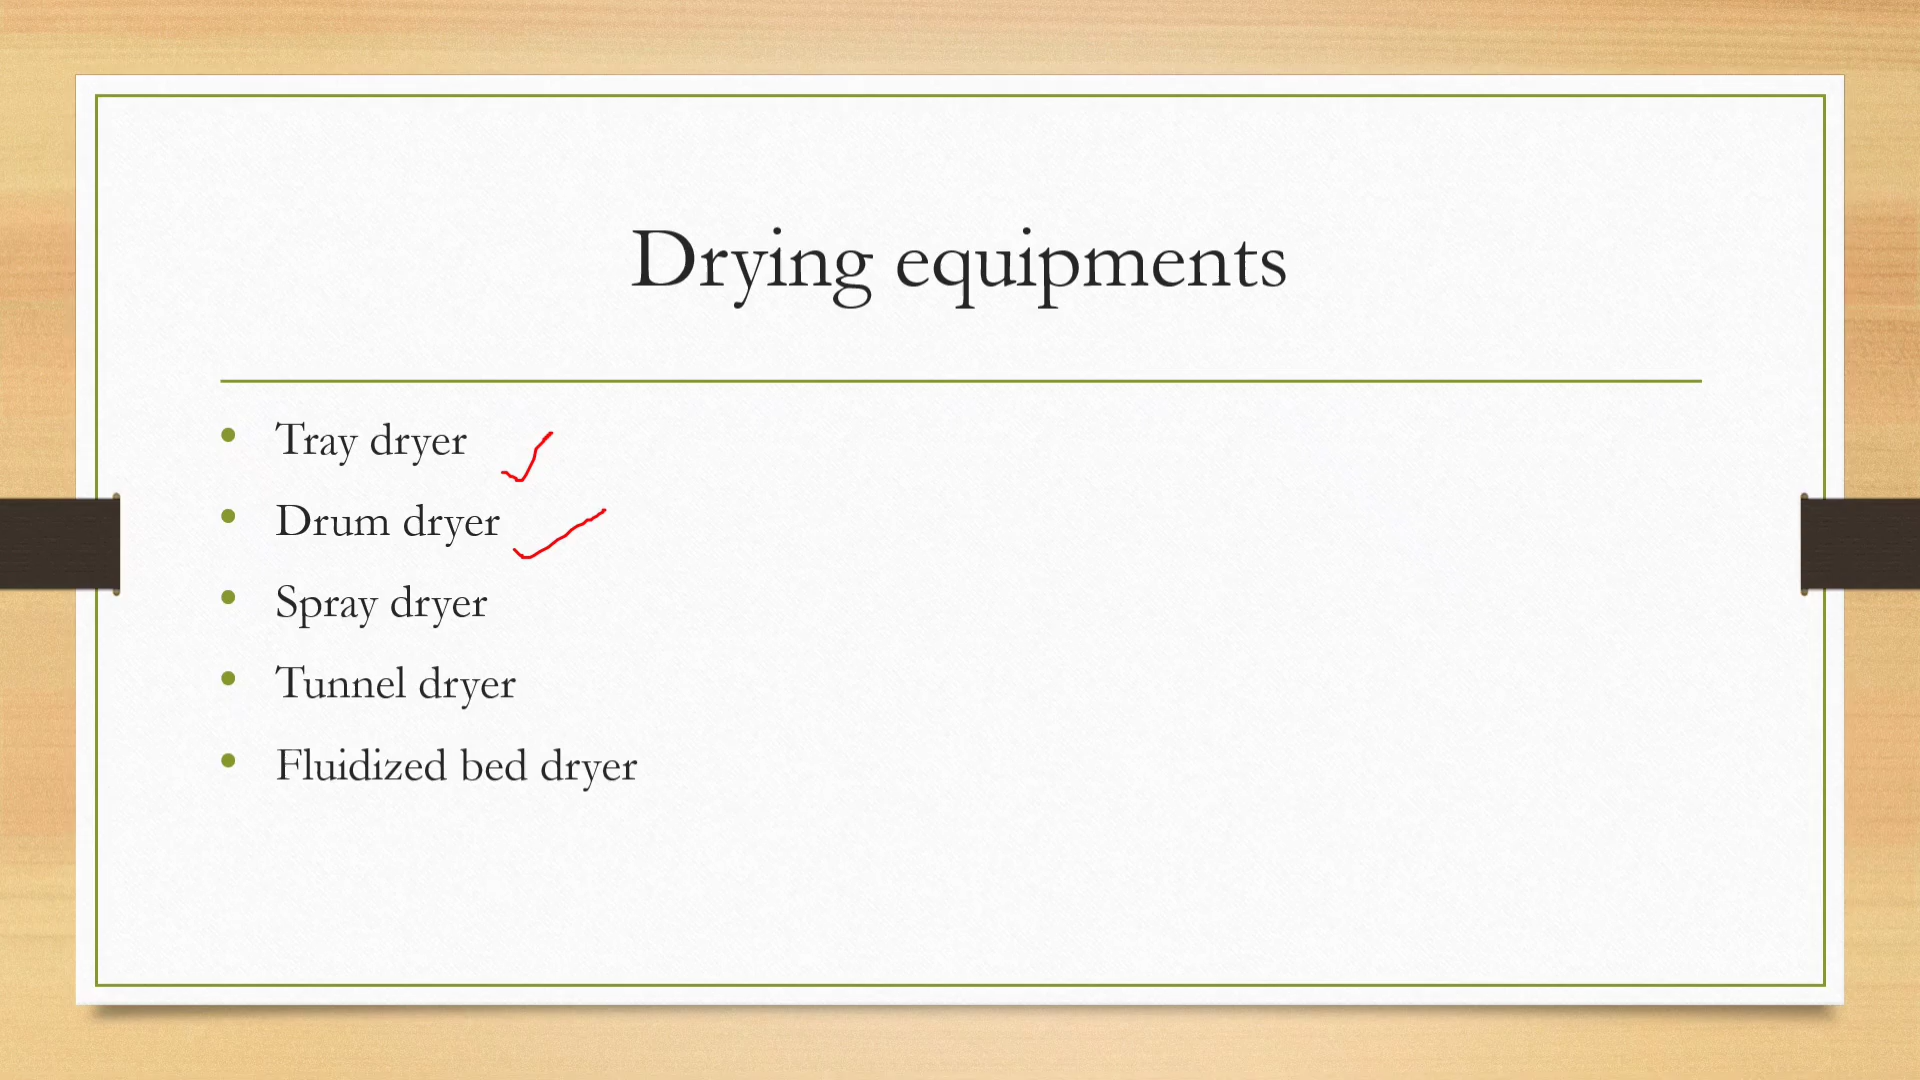 Drying equipments
Tray dryer
Drum dryer
Spray dryer
Tunnel dryer
Fluidized bed dryer